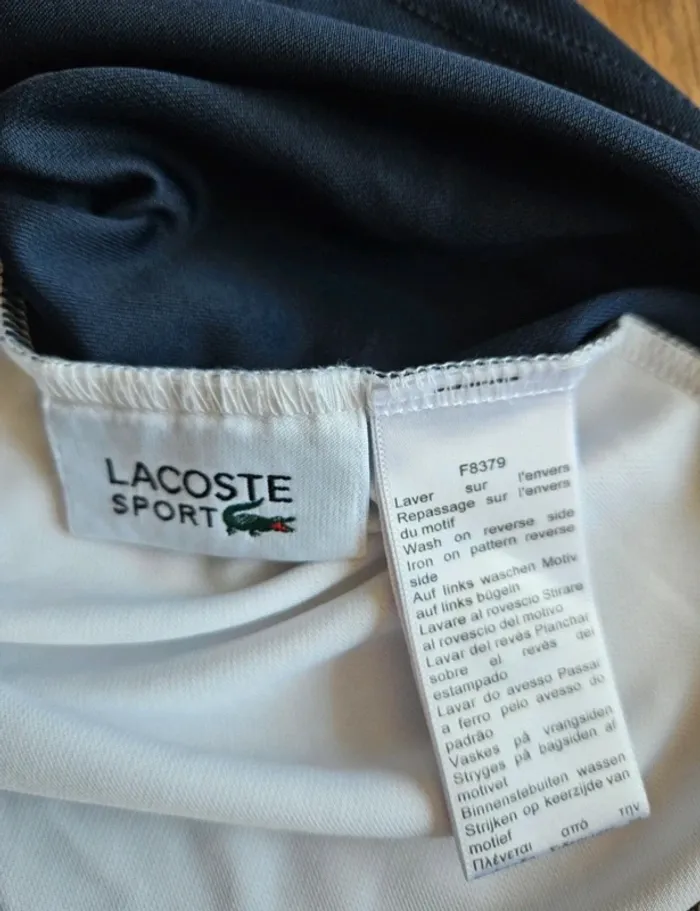 LACOSTE
SPORT
F8379
Laver sur l'envers
Repassage sur l'envers
du motif
Wash on reverse side
Iron on pattern reverse
side
Auf links waschen Motiv
auf links bügeln
Lavare al rovescio Stirare
al rovescio del motivo
Lavar del revés Planchar
sobre el revés del
estampado
Lavar do avesso Passar
a ferro pelo avesso do
padrão
Vaskes på vrangsiden
Stryges på bagsiden af
motivet
Binnenstebuiten wassen
Strijken op keerzijde van
motief
Πλένεται από την